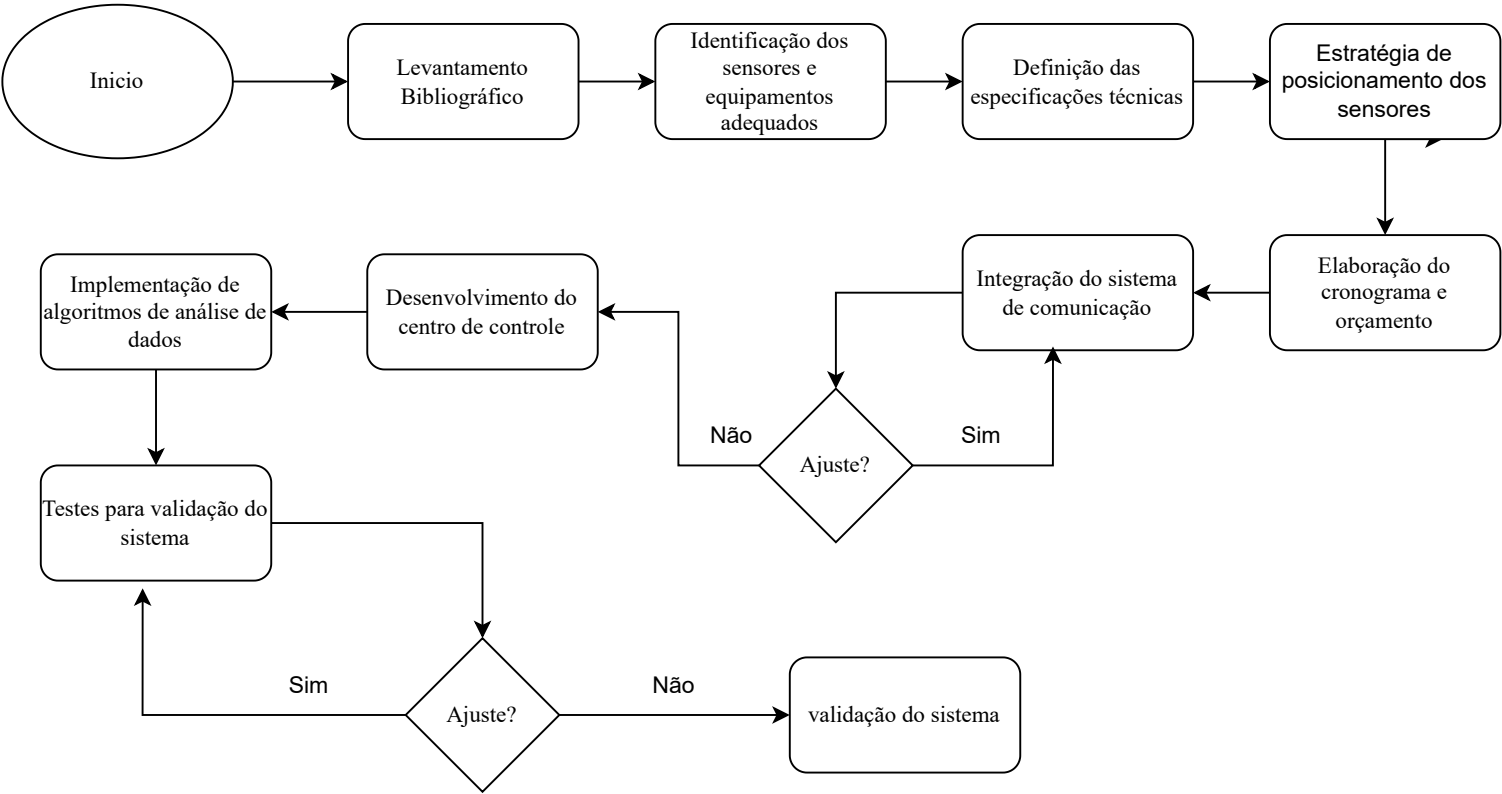 Inicio
Levantamento
Bibliográfico
Identificação dos
sensores e
equipamentos
adequados
Definição das
especificações técnicas
Estratégia de
posicionamento dos
sensores
Elaboração do
cronograma e
orçamento
Integração do sistema
de comunicação
Ajuste?
Sim
Não
Desenvolvimento do
centro de controle
Implementação de
algoritmos de análise de
dados
Testes para validação do
sistema
Ajuste?
Sim
Não
validação do sistema